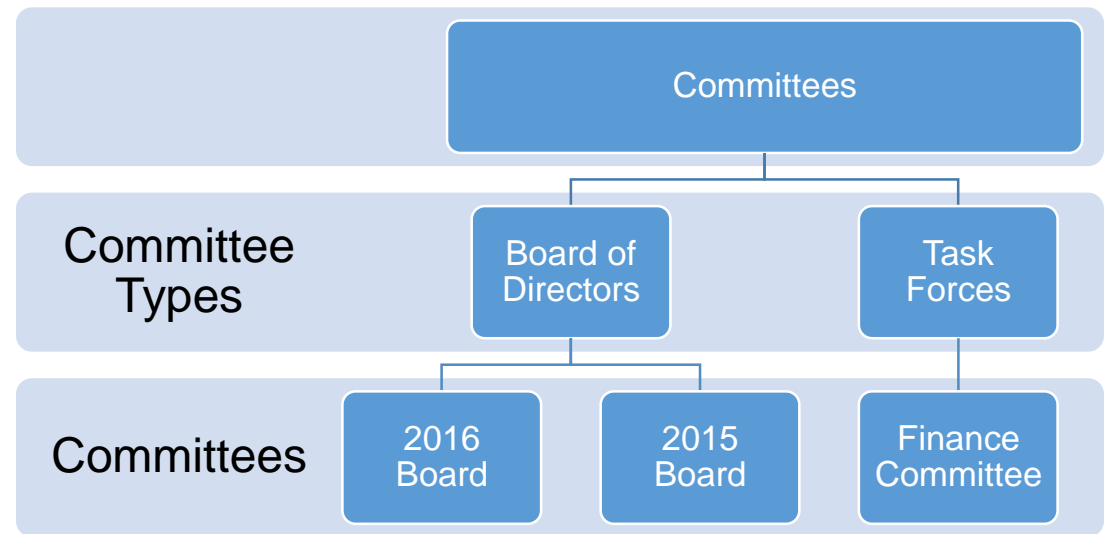 Committees
Committee
Types
Board of
Directors
Task
Forces
Committees
2016
Board
2015
Board
Finance
Committee